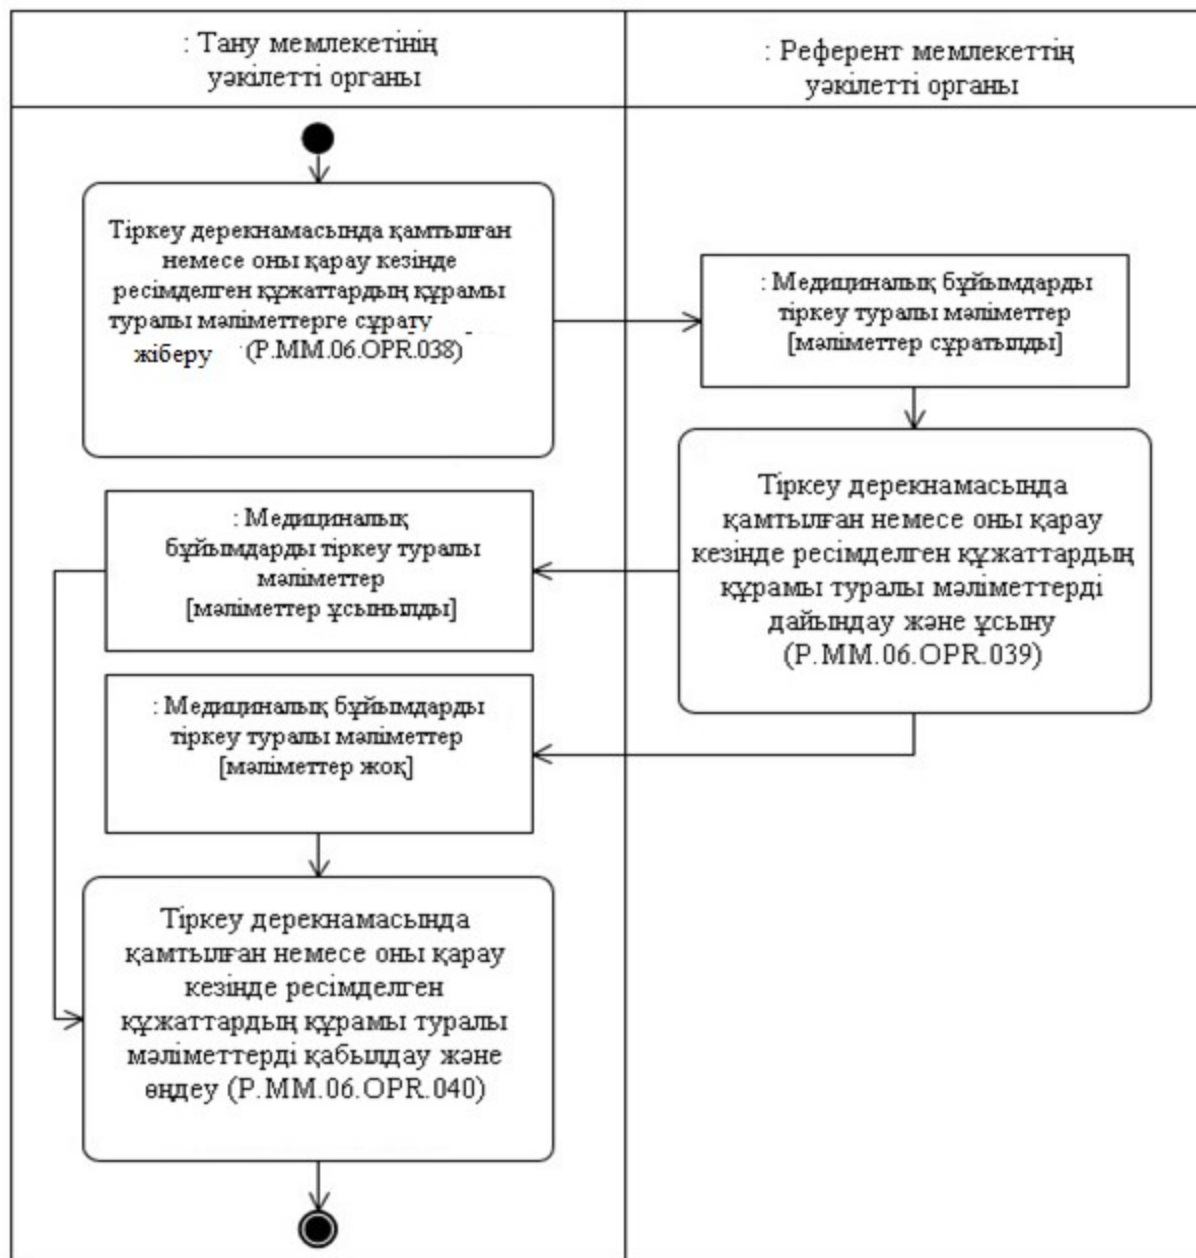 : Тану мемлекетінің
уәкілетті органы
: Референт мемлекеттің
уәкілетті органы
Тіркеу дерекнамасында қамтылған
немесе оны қарау кезінде
ресімделген құжаттардың құрамы
туралы мәліметтерге сұрату
жіберу (P.MM.06.OPR.038)
: Медициналық бұйымдарды
тіркеу туралы мәліметтер
[мәліметтер сұратылды]
Тіркеу дерекнамасында
қамтылған немесе оны қарау
кезінде ресімделген құжаттардың
құрамы туралы мәліметтерді
дайындау және ұсыну
(P.MM.06.OPR.039)
: Медициналық
бұйымдарды тіркеу туралы
мәліметтер
[мәліметтер ұсынылды]
: Медициналық бұйымдарды
тіркеу туралы мәліметтер
[мәліметтер жоқ]
Тіркеу дерекнамасында
қамтылған немесе оны қарау
кезінде ресімделген
құжаттардың құрамы туралы
мәліметтерді қабылдау және
өңдеу (P.MM.06.OPR.040)